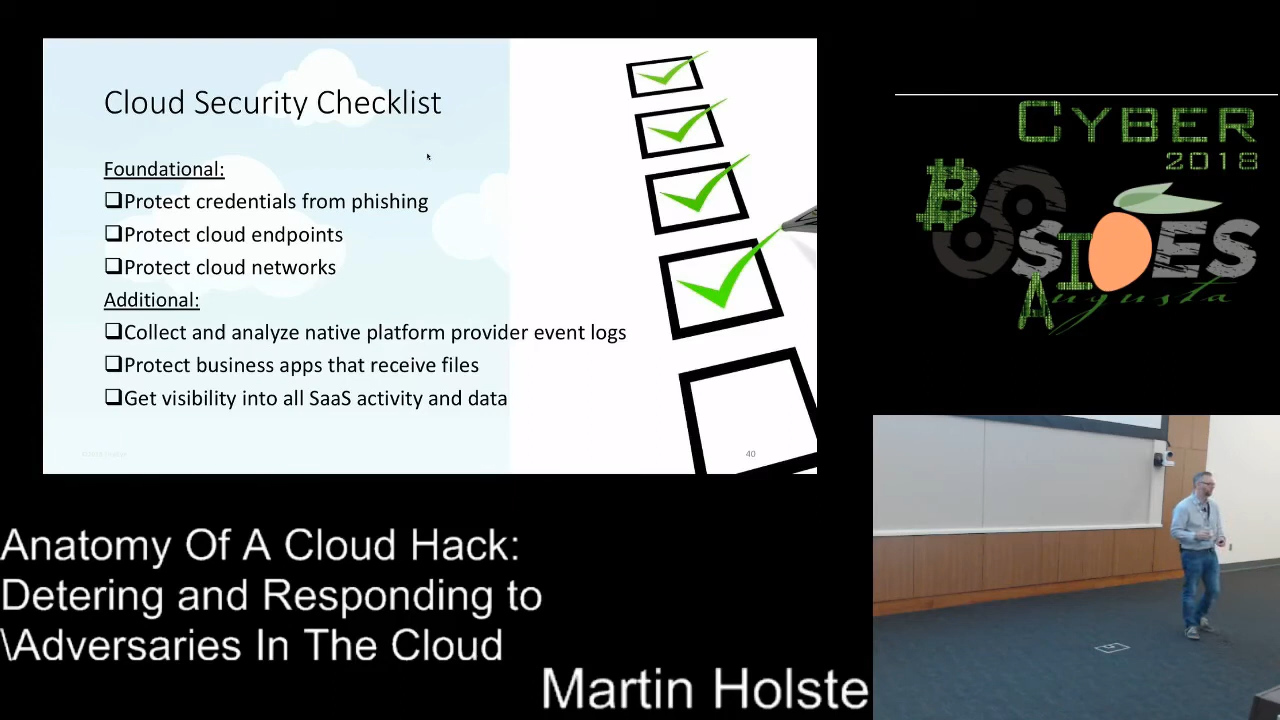 Cloud Security Checklist
Foundational:
Protect credentials from phishing
Protect cloud endpoints
Protect cloud networks
Additional:
Collect and analyze native platform provider event logs
Protect business apps that receive files
Get visibility into all SaaS activity and data
40
CYBER
2018
BSIDES
Augusta
Anatomy Of A Cloud Hack:
Detering and Responding to
\Adversaries In The Cloud
Martin Holste